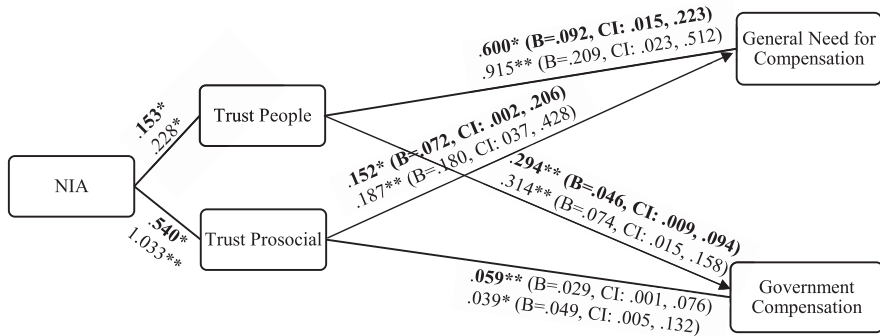 .600* (B=.092, CI: .015, .223)
.915** (B=.209, CI: .023, .512)
General Need for
Compensation
.153*
.228*
Trust People
.152* (B=.072, CI: .002, .206)
.187** (B=.180, CI: 037, .428)
.294** (B=.046, CI: .009, .094)
.314** (B=.074, CI: .015, .158)
NIA
.540*
1.033**
Trust Prosocial
.059** (B=.029, CI: .001, .076)
.039* (B=.049, CI: .005, .132)
Government
Compensation